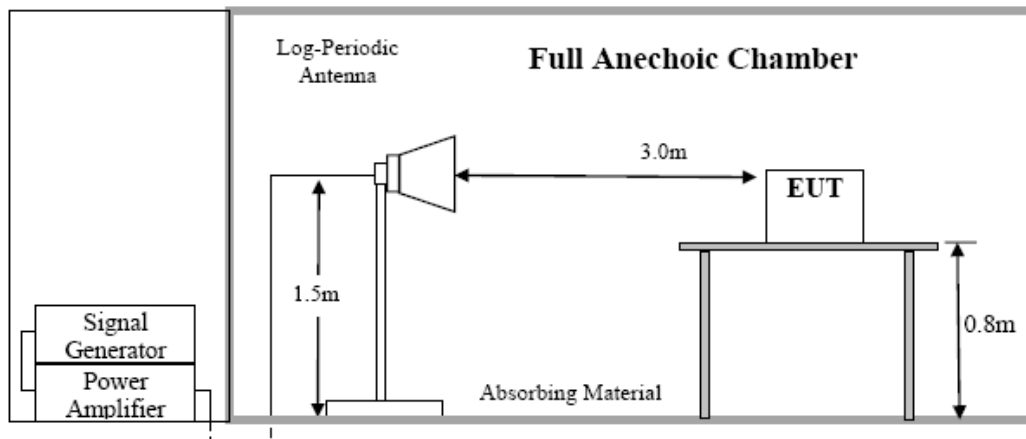 Log-Periodic
Antenna
Full Anechoic Chamber
3.0m
EUT
1.5m
0.8m
Signal
Generator
Power
Amplifier
Absorbing Material